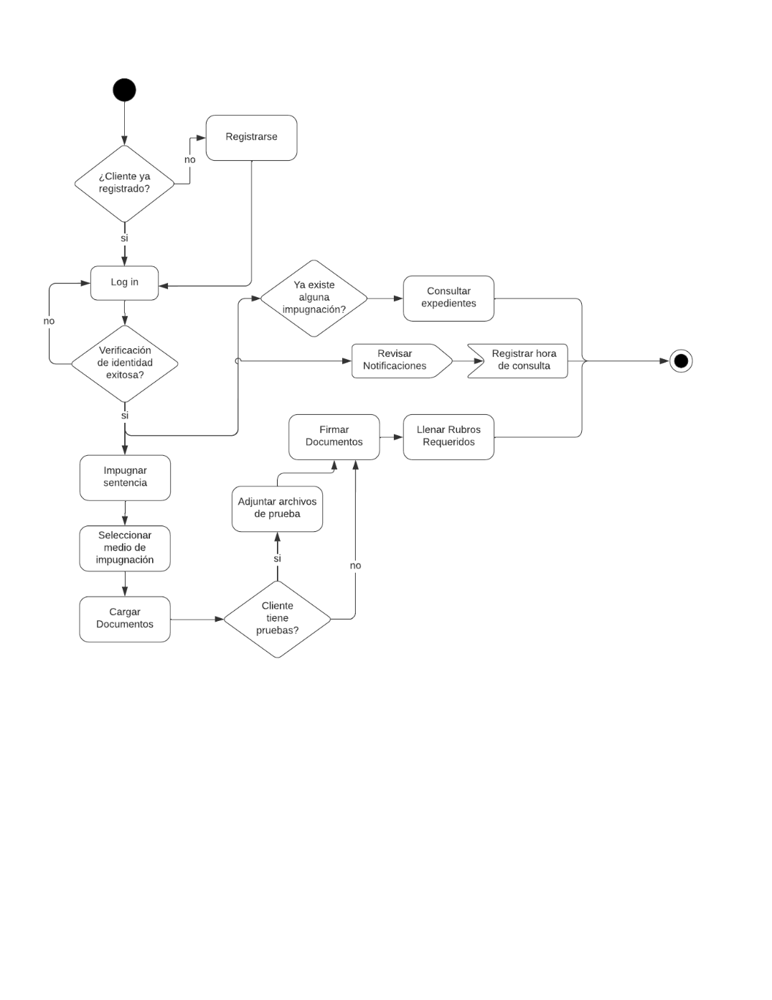 Registrarse
no
¿Cliente ya
registrado?
si
Log in
no
Verificación
de identidad
exitosa?
si
Ya existe
alguna
impugnación?
Consultar
expedientes
Revisar
Notificaciones
Registrar hora
de consulta
Firmar
Documentos
Llenar Rubros
Requeridos
Impugnar
sentencia
Adjuntar archivos
de prueba
Seleccionar
medio de
impugnación
si
no
Cargar
Documentos
Cliente
tiene
pruebas?